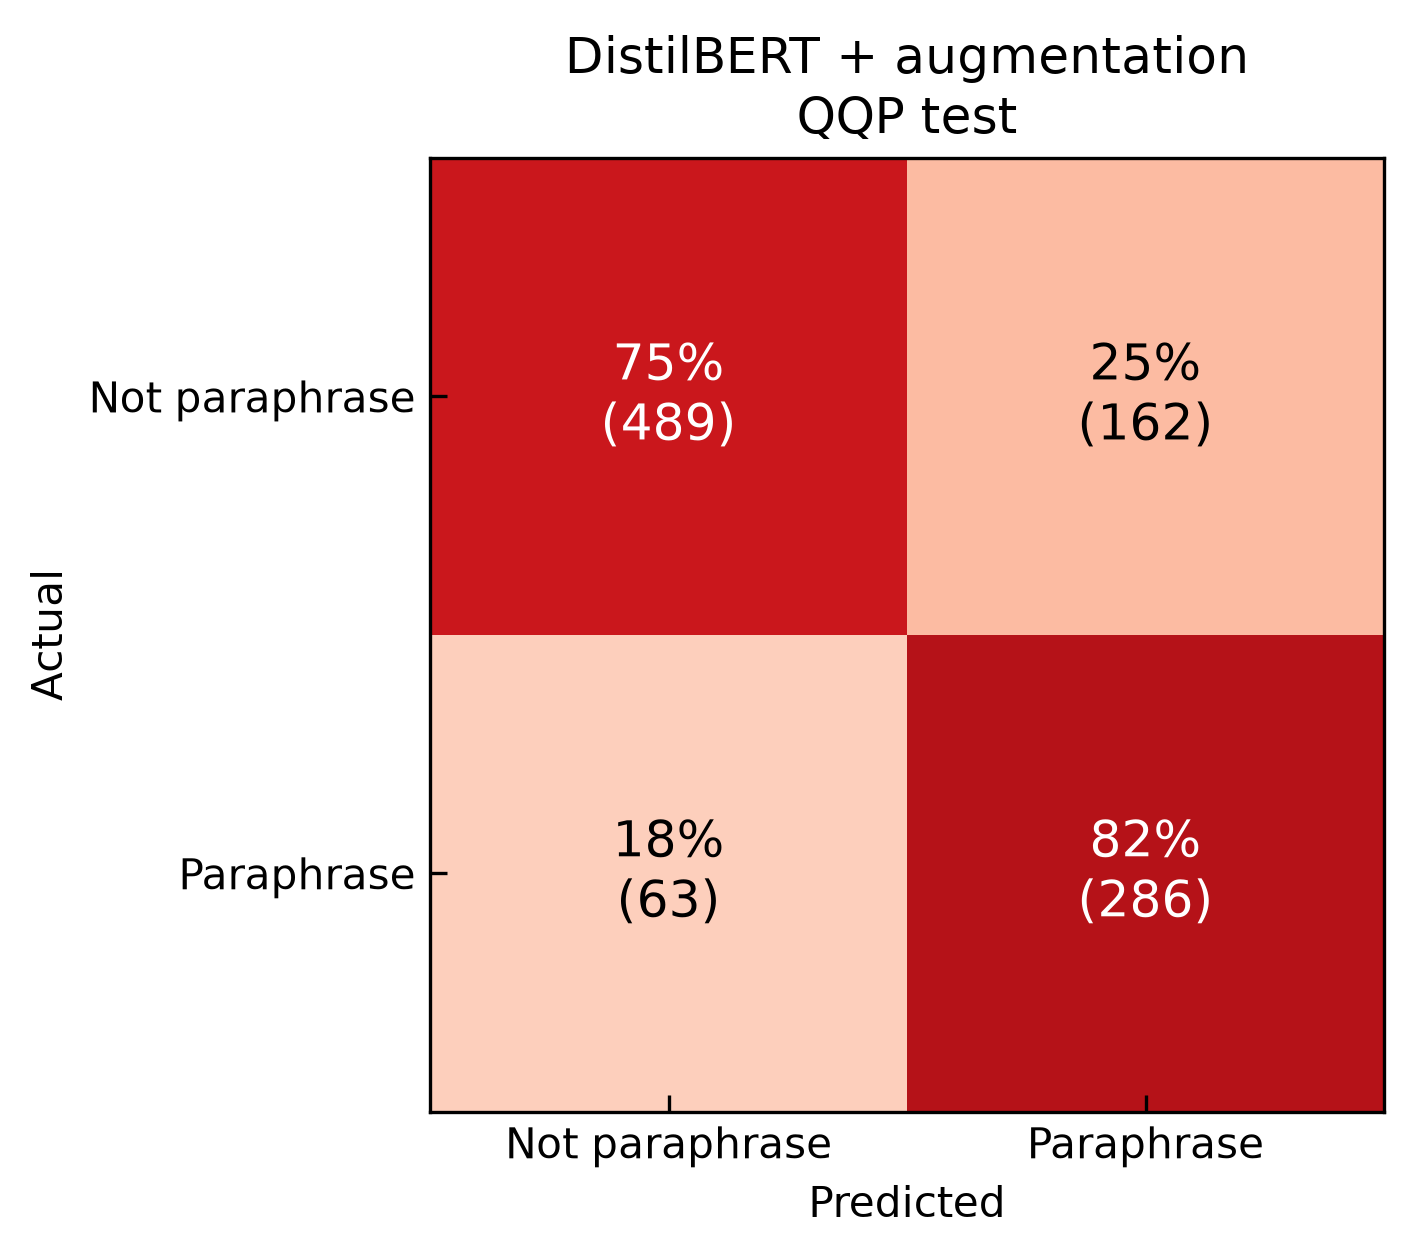 DistilBERT + augmentation
QQP test
Not paraphrase
75%
(489)
25%
(162)
Actual
Paraphrase
18%
(63)
82%
(286)
Not paraphrase
Paraphrase
Predicted